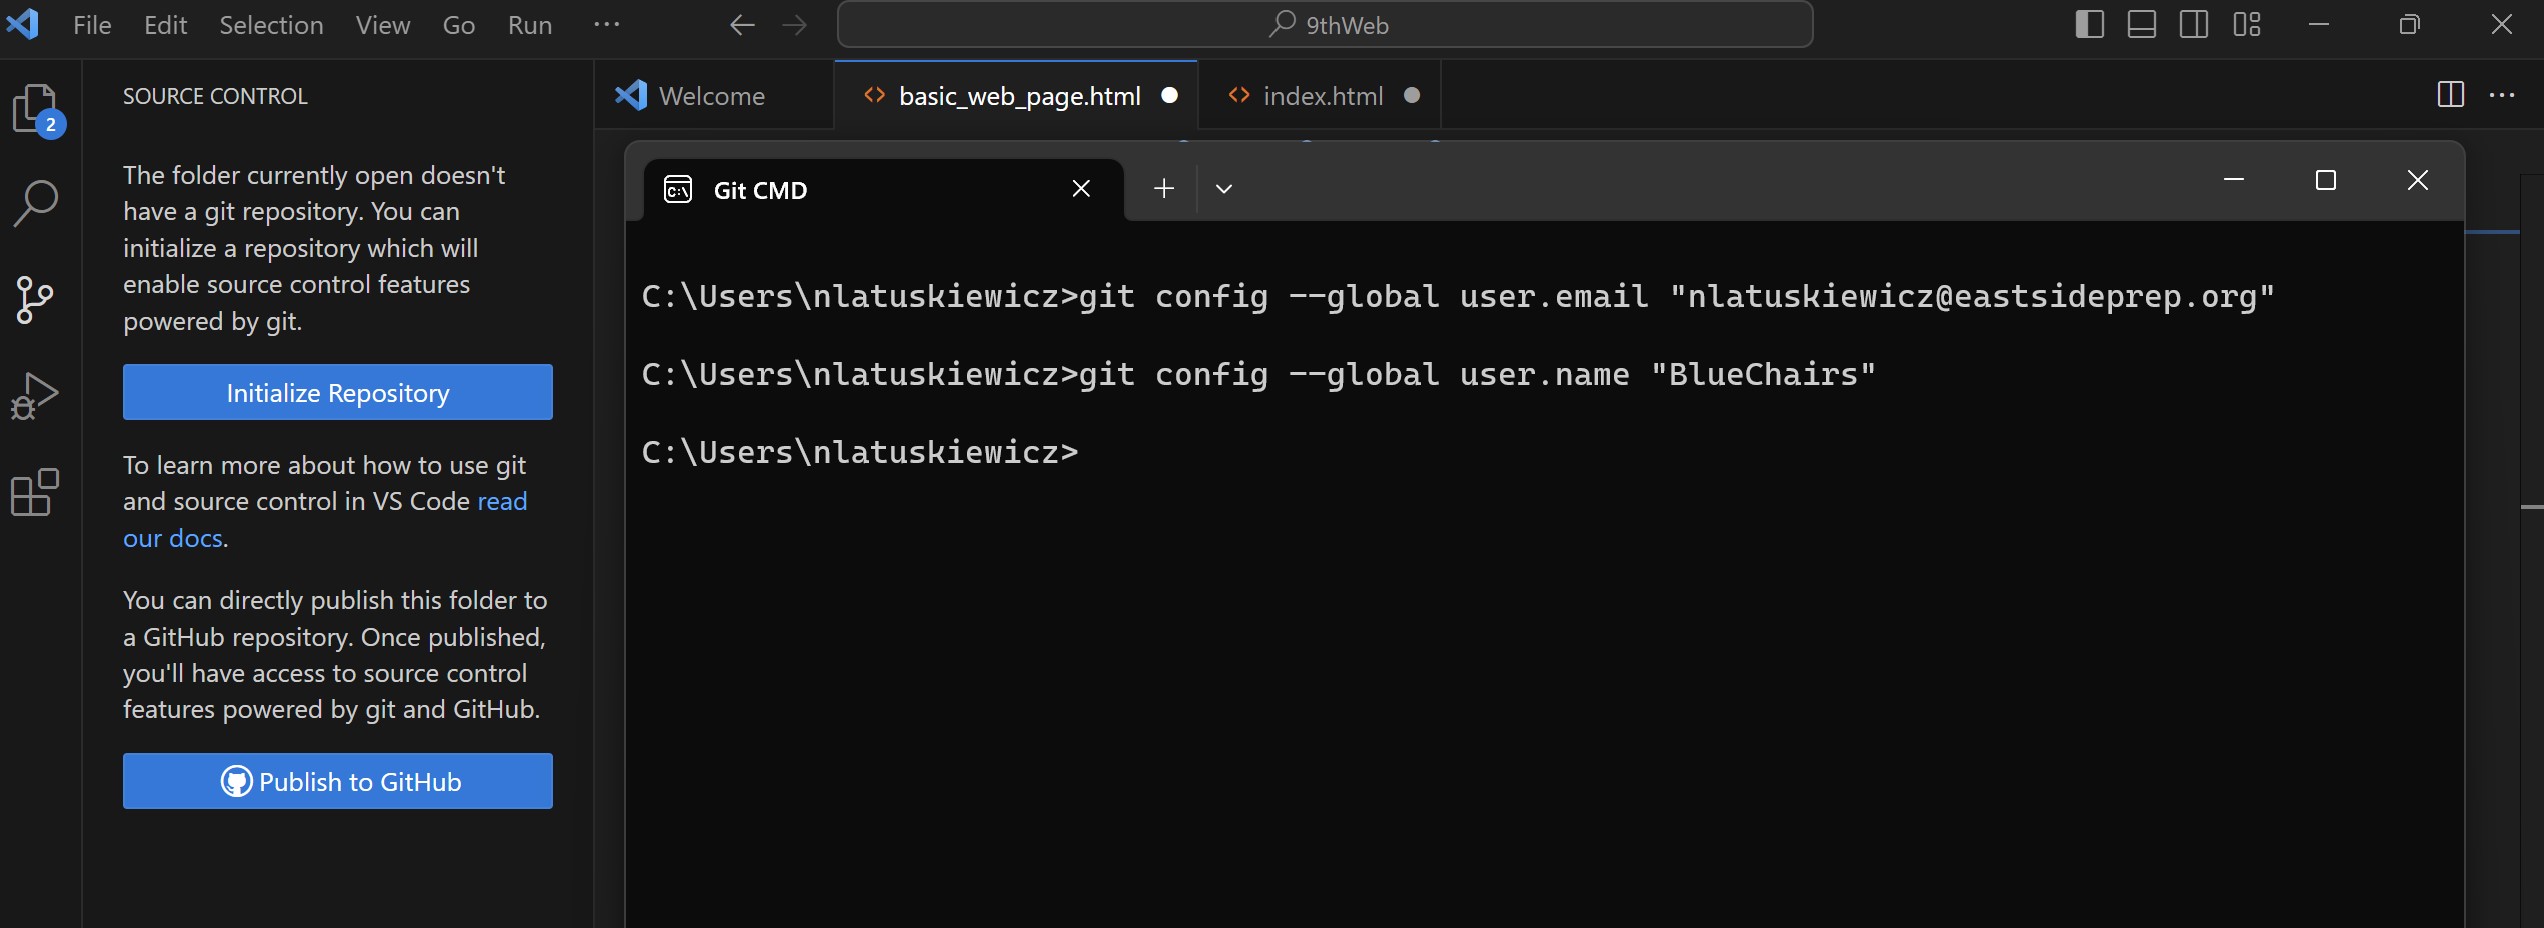 File Edit Selection View Go Run ···
9thWeb
SOURCE CONTROL
Welcome
basic_web_page.html
index.html
2
The folder currently open doesn't
have a git repository. You can
initialize a repository which will
enable source control features
powered by git.
Initialize Repository
To learn more about how to use git
and source control in VS Code read
our docs.
You can directly publish this folder to
a GitHub repository. Once published,
you'll have access to source control
features powered by git and GitHub.
Publish to GitHub
Git CMD
C:\Users\nlatuskiewicz>git config --global user.email "nlatuskiewicz@eastsideprep.org"
C:\Users\nlatuskiewicz>git config --global user.name "BlueChairs"
C:\Users\nlatuskiewicz>